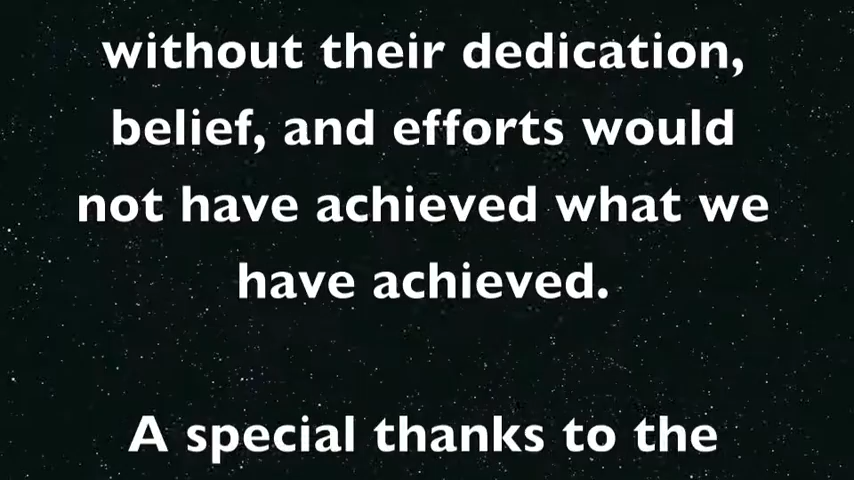 without their dedication,
belief, and efforts would
not have achieved what we
have achieved.
A special thanks to the